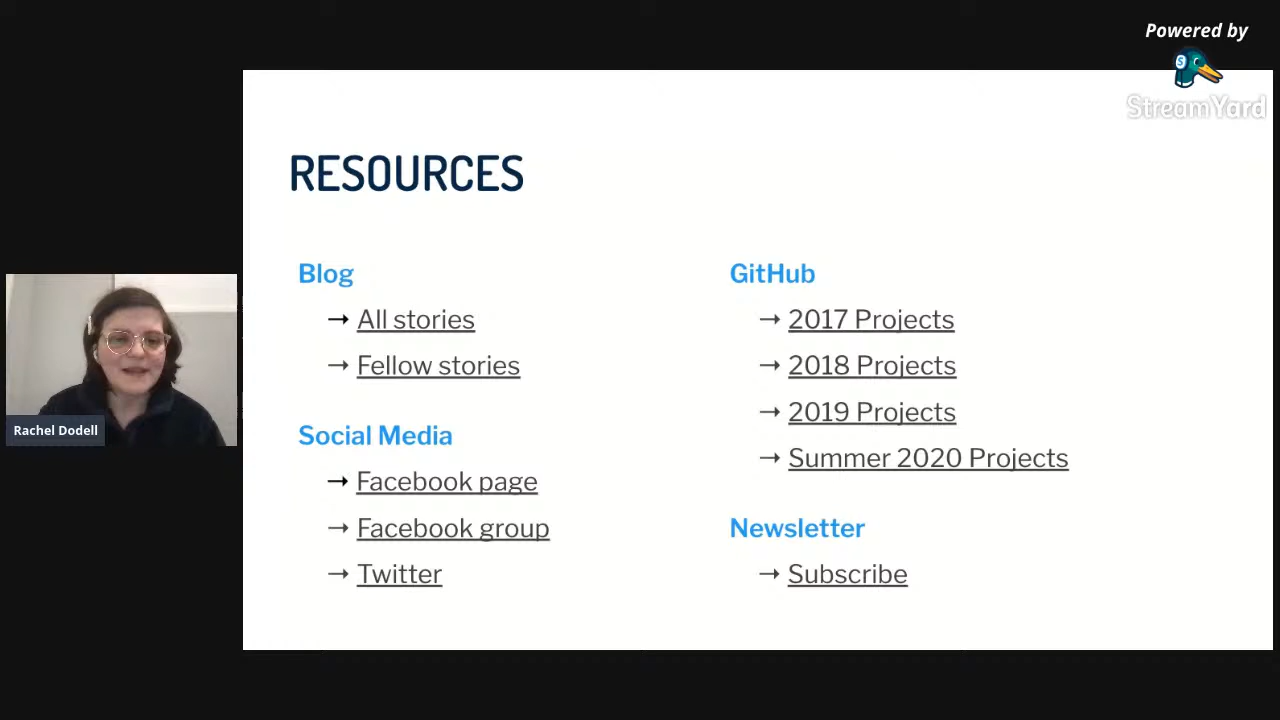 Powered by
StreamYard
RESOURCES
Blog
→ All stories
→ Fellow stories
Social Media
→ Facebook page
→ Facebook group
→ Twitter
GitHub
→ 2017 Projects
→ 2018 Projects
→ 2019 Projects
→ Summer 2020 Projects
Newsletter
→ Subscribe
Rachel Dodell